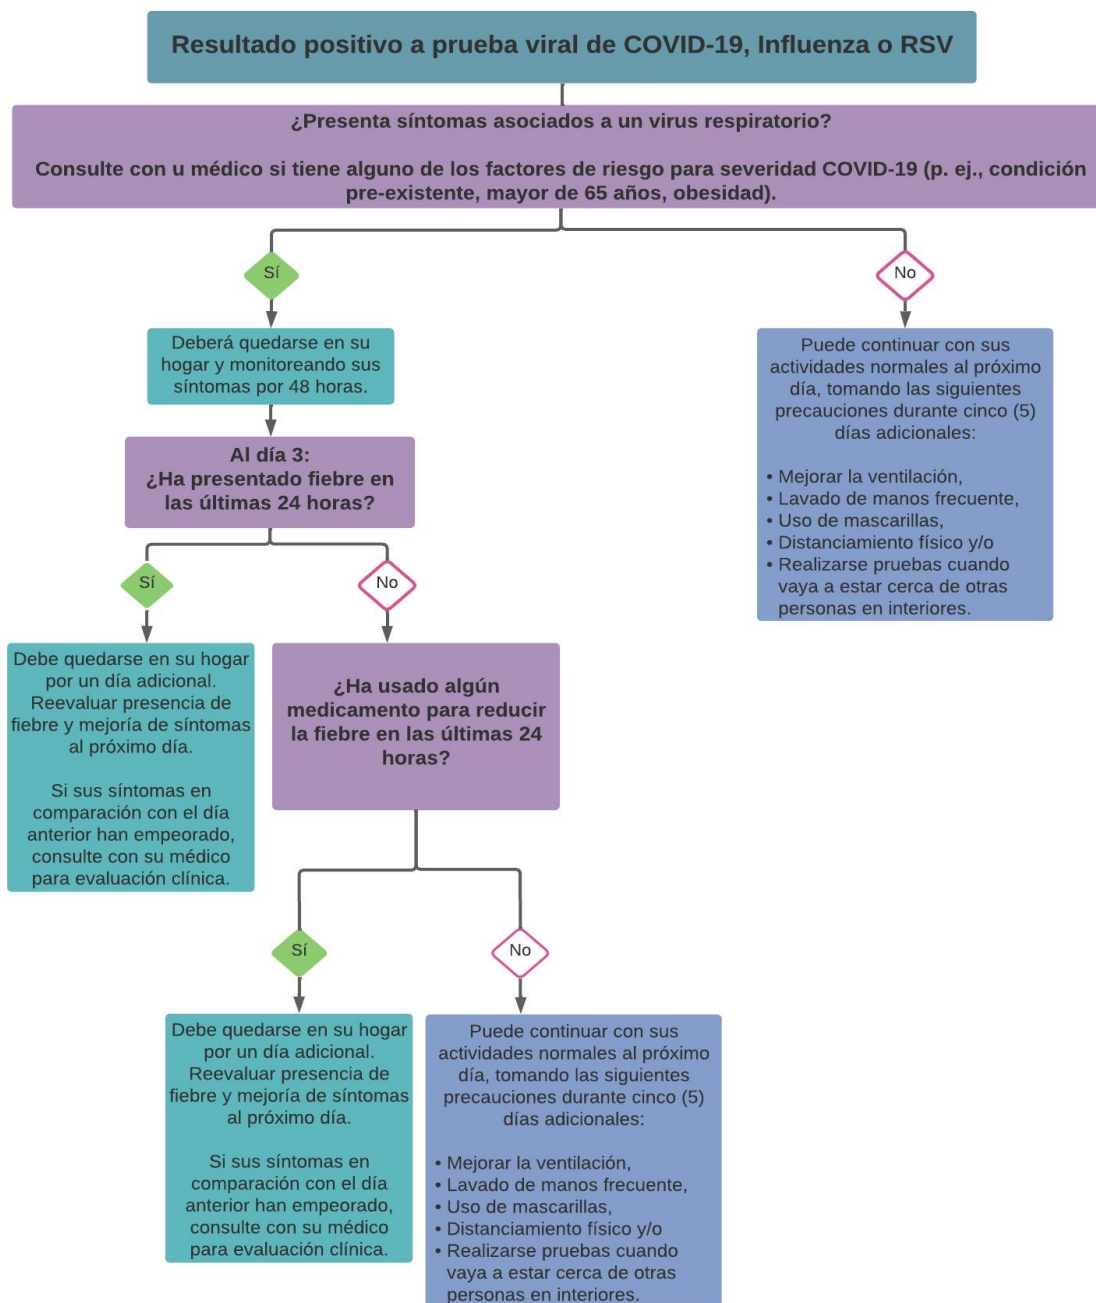 Resultado positivo a prueba viral de COVID-19, Influenza o RSV
¿Presenta síntomas asociados a un virus respiratorio?
Consulte con u médico si tiene alguno de los factores de riesgo para severidad COVID-19 (p. ej., condición
pre-existente, mayor de 65 años, obesidad).
Sí
No
Deberá quedarse en su
hogar y monitoreando sus
síntomas por 48 horas.
Puede continuar con sus
actividades normales al próximo
día, tomando las siguientes
precauciones durante cinco (5)
días adicionales:
• Mejorar la ventilación,
• Lavado de manos frecuente,
• Uso de mascarillas,
• Distanciamiento físico y/o
• Realizarse pruebas cuando
vaya a estar cerca de otras
personas en interiores.
Al día 3:
¿Ha presentado fiebre en
las últimas 24 horas?
Sí
No
Debe quedarse en su hogar
por un día adicional.
Reevaluar presencia de
fiebre y mejoría de síntomas
al próximo día.
Si sus síntomas en
comparación con el día
anterior han empeorado,
consulte con su médico
para evaluación clínica.
¿Ha usado algún
medicamento para reducir
la fiebre en las últimas 24
horas?
Sí
No
Debe quedarse en su hogar
por un día adicional.
Reevaluar presencia de
fiebre y mejoría de síntomas
al próximo día.
Si sus síntomas en
comparación con el día
anterior han empeorado,
consulte con su médico
para evaluación clínica.
Puede continuar con sus
actividades normales al próximo
día, tomando las siguientes
precauciones durante cinco (5)
días adicionales:
• Mejorar la ventilación,
• Lavado de manos frecuente,
• Uso de mascarillas,
• Distanciamiento físico y/o
• Realizarse pruebas cuando
vaya a estar cerca de otras
personas en interiores.